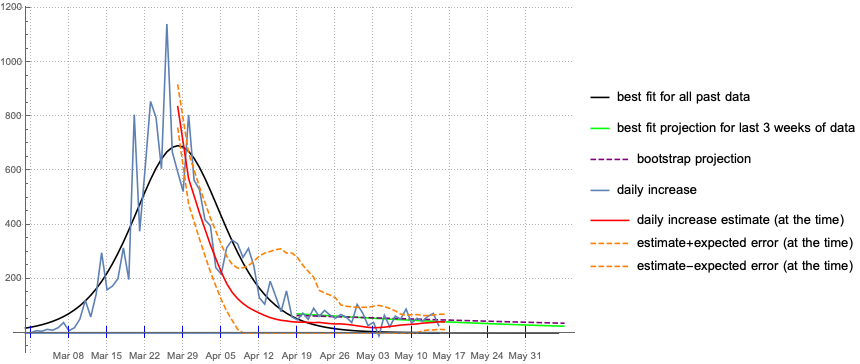 1200
1000
800
600
400
200
Mar 08 Mar 15 Mar 22 Mar 29 Apr 05 Apr 12 Apr 19 Apr 26 May 03 May 10 May 17 May 24 May 31
best fit for all past data
best fit projection for last 3 weeks of data
bootstrap projection
daily increase
daily increase estimate (at the time)
estimate+expected error (at the time)
estimate−expected error (at the time)